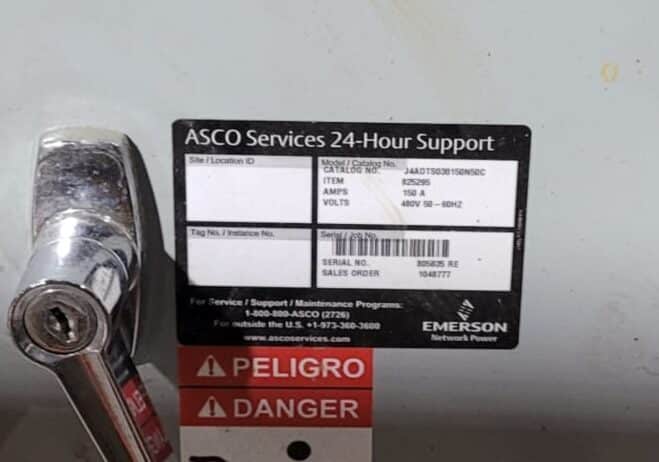 ASCO Services 24-Hour Support
Site / Location ID
Model / Catalog No.
CATALOG NO. J4ADTS030150N50C
ITEM 825295
AMPS 150 A
VOLTS 480V 50-60HZ
Tag No. / Instance No.
Serial / Job No.
SERIAL NO. 805835 RE
SALES ORDER 1048777
For Service / Support / Maintenance Programs:
1-800-800-ASCO (2726)
For outside the U.S. +1-973-360-3600
www.ascoservices.com
EMERSON
Network Power
PELIGRO
DANGER